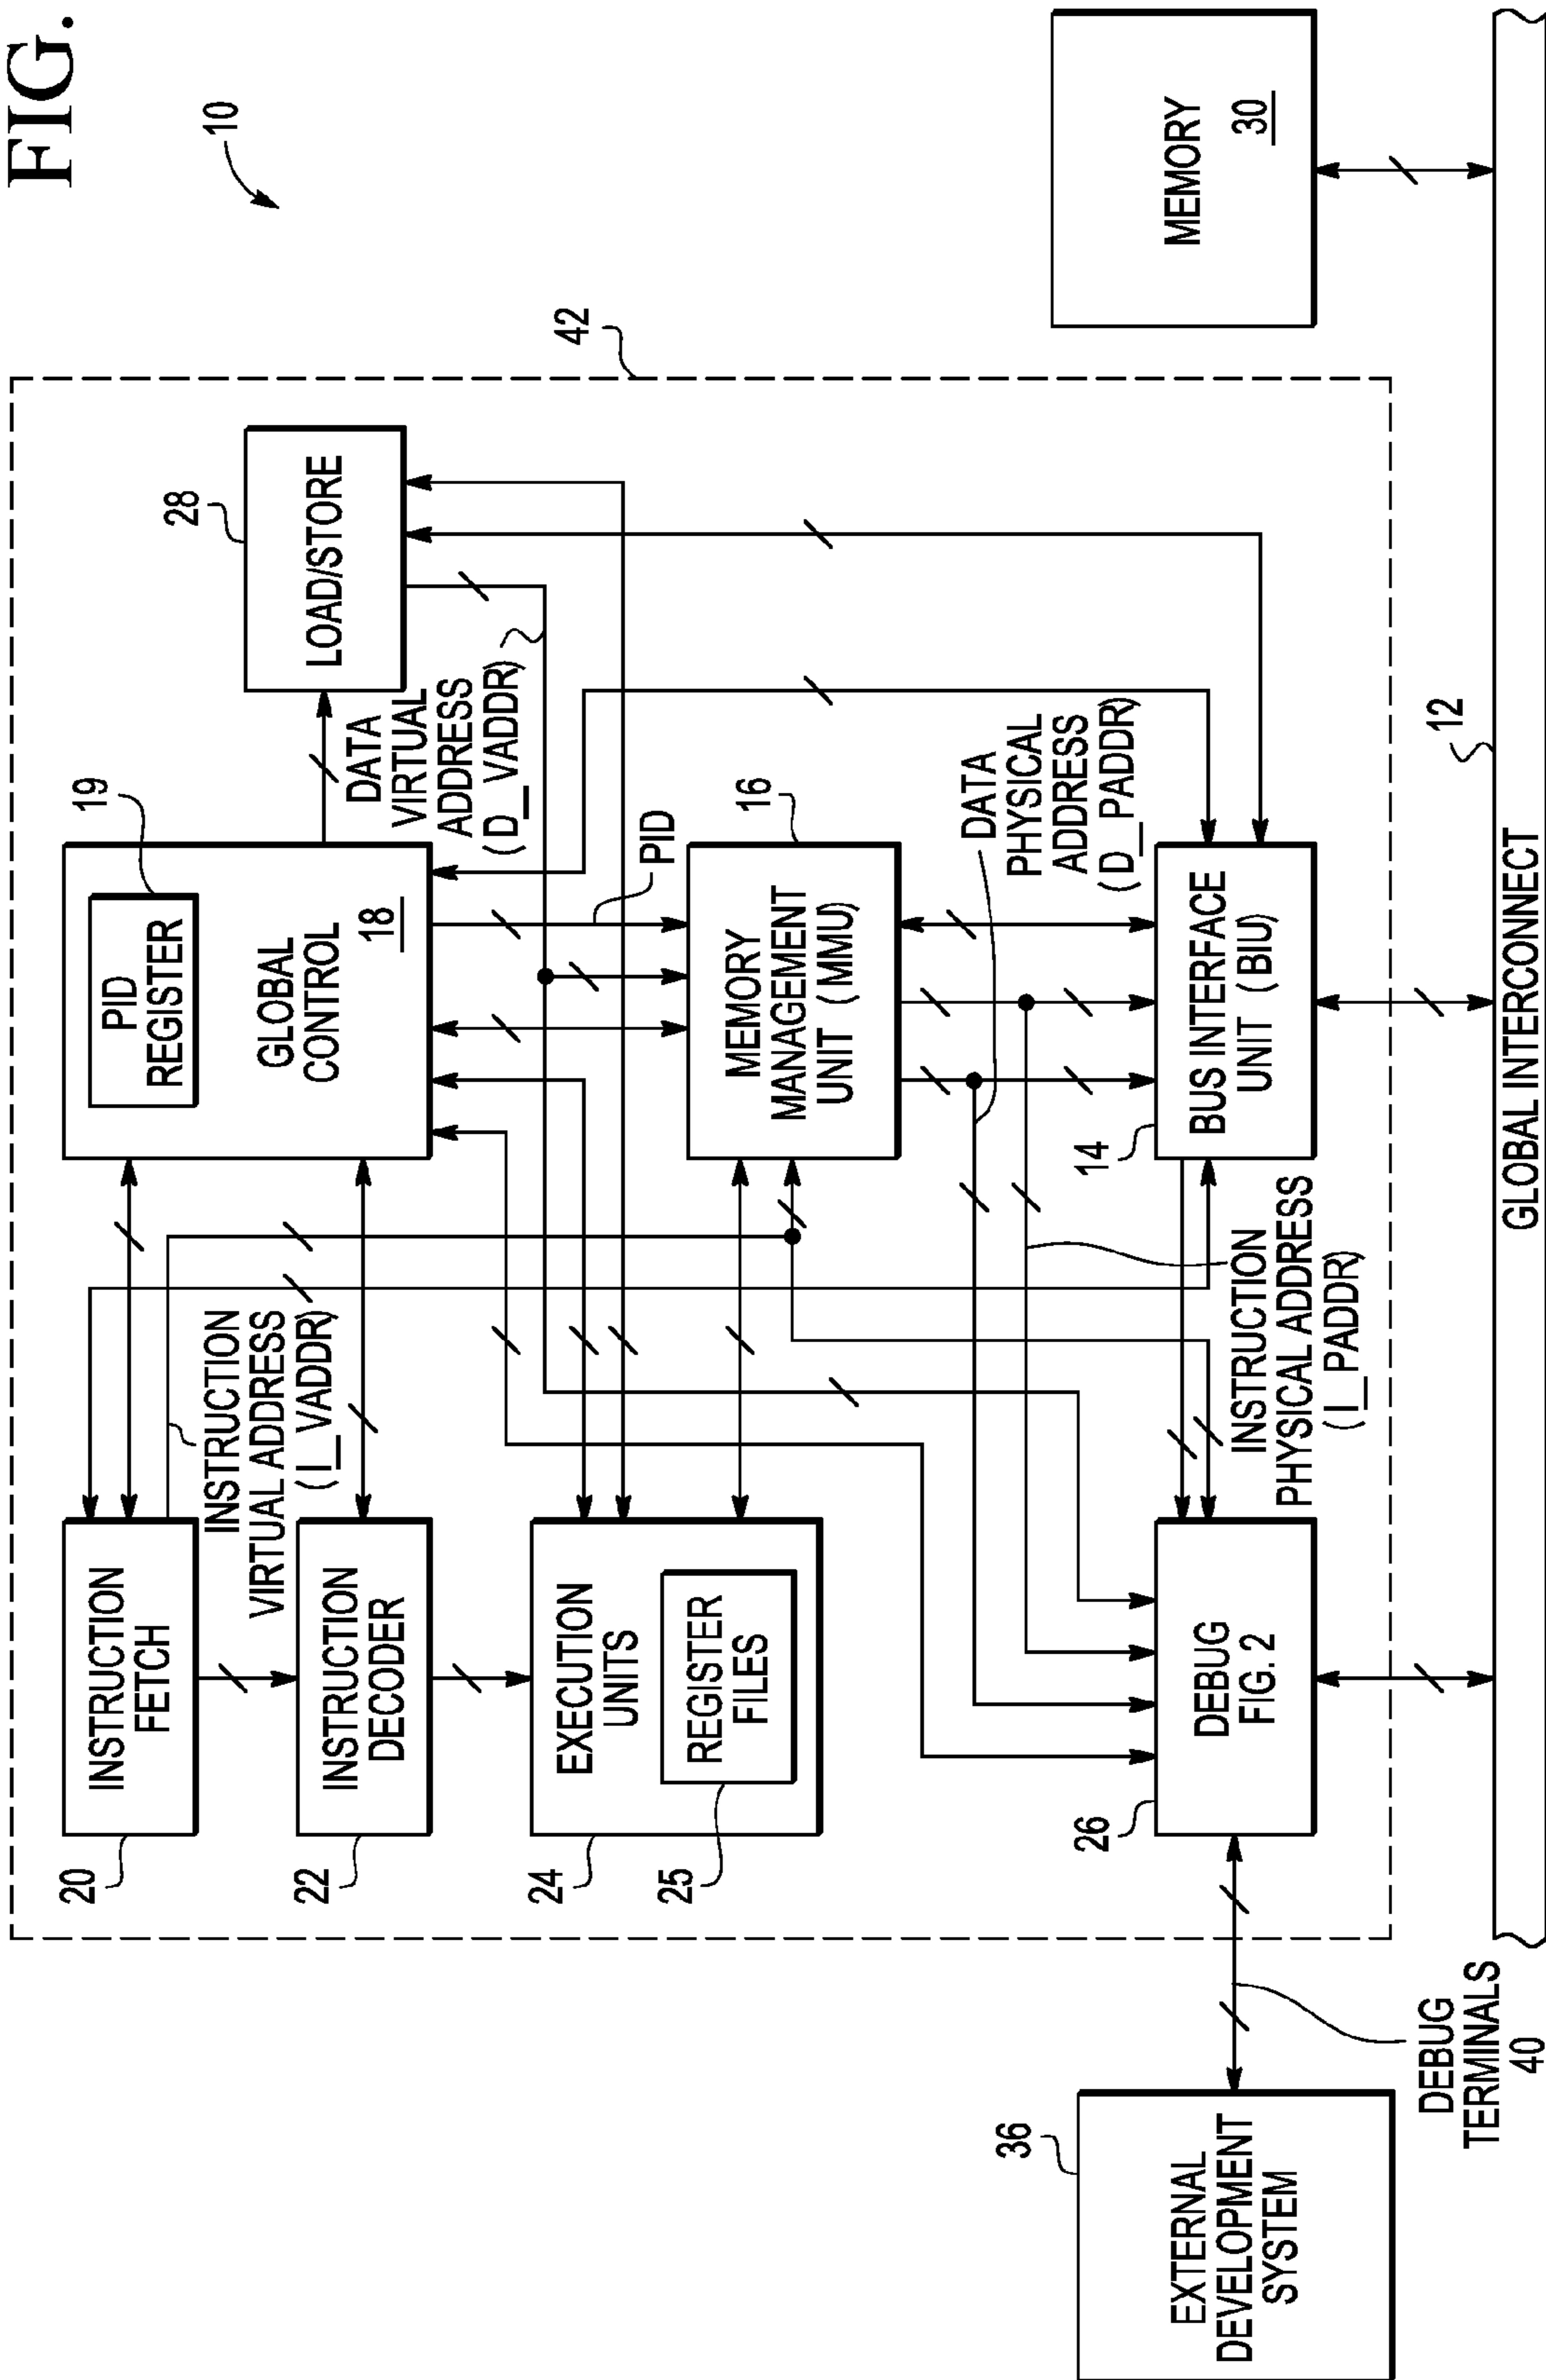 FIG.
10
42
20
INSTRUCTION
FETCH
INSTRUCTION
VIRTUAL ADDRESS
(I_VADDR)
22
INSTRUCTION
DECODER
24
EXECUTION
UNITS
25
REGISTER
FILES
19
PID
REGISTER
GLOBAL
CONTROL
18
28
LOAD/STORE
DATA
VIRTUAL
ADDRESS
(D_VADDR)
PID
16
MEMORY
MANAGEMENT
UNIT (MMU)
DATA
PHYSICAL
ADDRESS
(D_PADDR)
14
BUS INTERFACE
UNIT (BIU)
INSTRUCTION
PHYSICAL ADDRESS
(I_PADDR)
26
DEBUG
FIG. 2
36
EXTERNAL
DEVELOPMENT
SYSTEM
DEBUG
TERMINALS
40
MEMORY
30
12
GLOBAL INTERCONNECT